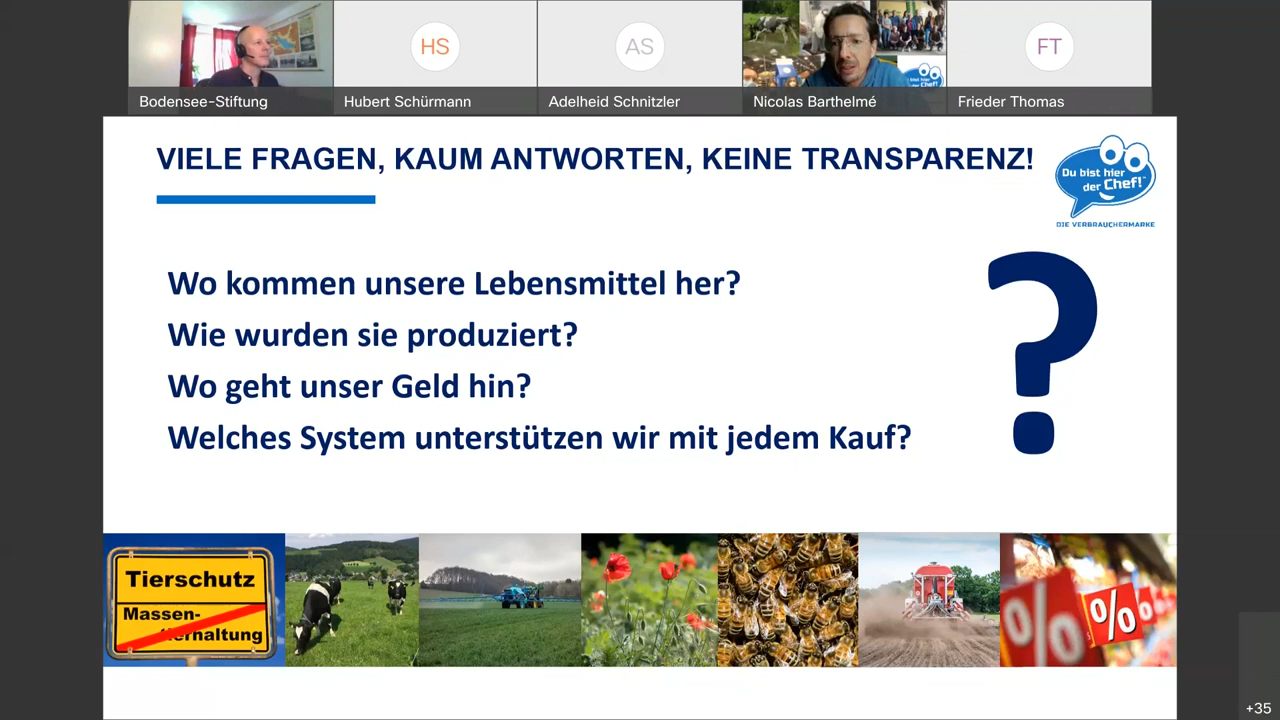 HS
AS
FT
Bodensee-Stiftung
Hubert Schürmann
Adelheid Schnitzler
Nicolas Barthelmé
Frieder Thomas
VIELE FRAGEN, KAUM ANTWORTEN, KEINE TRANSPARENZ!
Du bist hier
der Chef!
DIE VERBRAUCHERMARKE
Wo kommen unsere Lebensmittel her?
Wie wurden sie produziert?
Wo geht unser Geld hin?
Welches System unterstützen wir mit jedem Kauf?
?
Tierschutz
Massen-
tierhaltung
%
%
%
+35